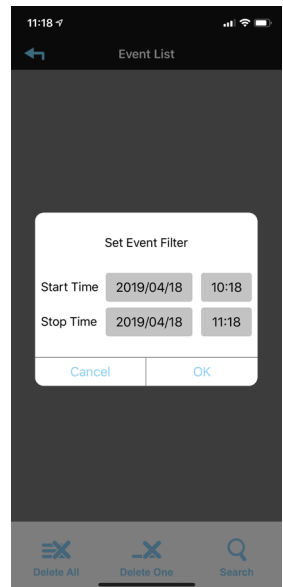 11:18
Event List
Set Event Filter
Start Time 2019/04/18 10:18
Stop Time 2019/04/18 11:18
Cancel OK
Delete All Delete One Search